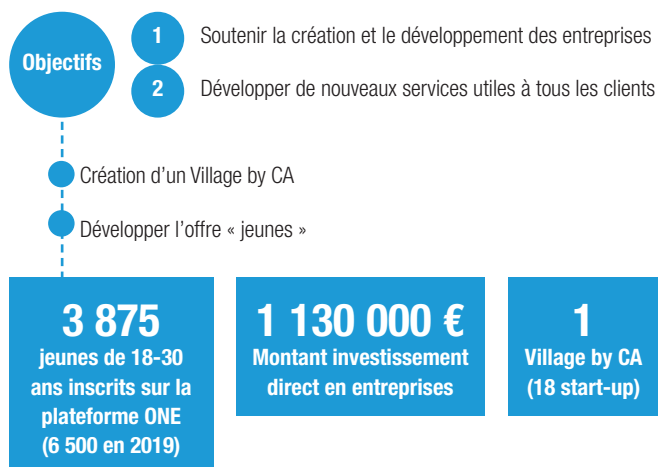 Objectifs
1 Soutenir la création et le développement des entreprises
2 Développer de nouveaux services utiles à tous les clients
Création d’un Village by CA
Développer l’offre « jeunes »
3 875
jeunes de 18-30
ans inscrits sur la
plateforme ONE
(6 500 en 2019)
1 130 000 €
Montant investissement
direct en entreprises
1
Village by CA
(18 start-up)